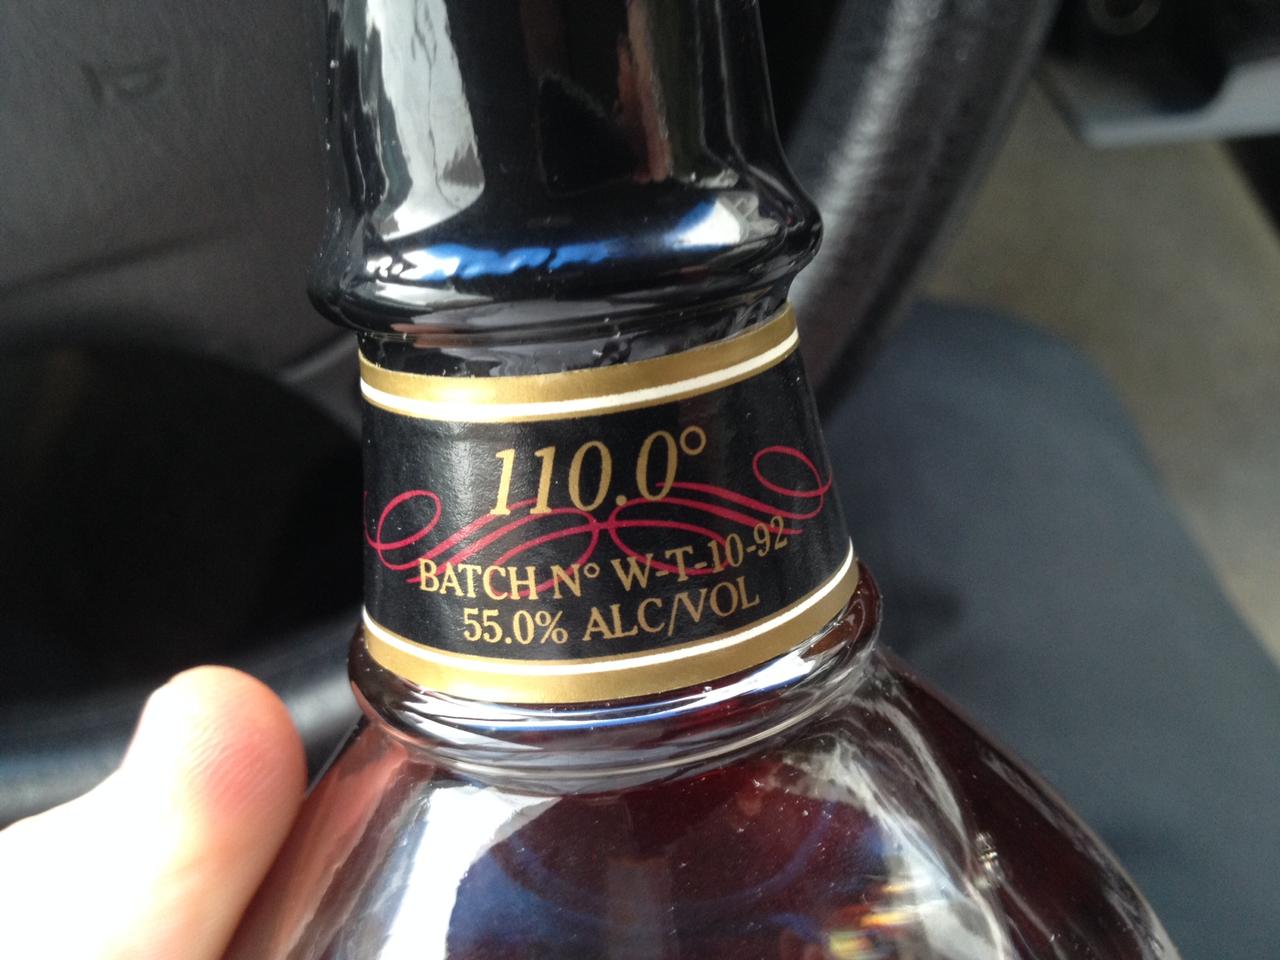 110.0°
BATCH N° W-T-10-92
55.0% ALC/VOL